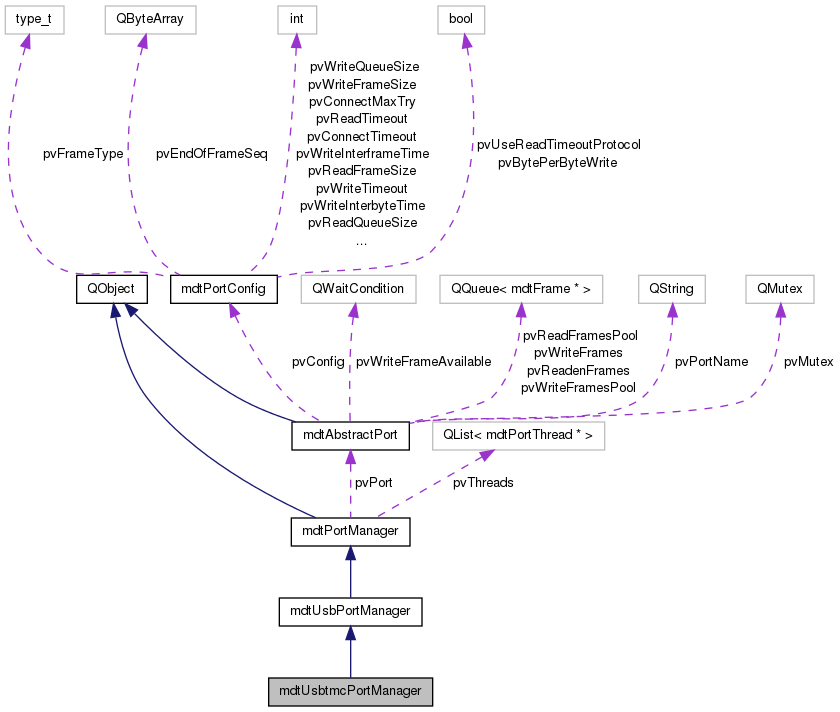 type_t
QByteArray
int
bool
pvFrameType
pvEndOfFrameSeq
pvWriteQueueSize
pvWriteFrameSize
pvConnectMaxTry
pvReadTimeout
pvConnectTimeout
pvWriteInterframeTime
pvReadFrameSize
pvWriteTimeout
pvWriteInterbyteTime
pvReadQueueSize
...
pvUseReadTimeoutProtocol
pvBytePerByteWrite
QObject
mdtPortConfig
QWaitCondition
QQueue< mdtFrame * >
QString
QMutex
pvConfig
pvWriteFrameAvailable
pvReadFramesPool
pvWriteFrames
pvReadenFrames
pvWriteFramesPool
pvPortName
pvMutex
mdtAbstractPort
QList< mdtPortThread * >
pvPort
pvThreads
mdtPortManager
mdtUsbPortManager
mdtUsbtmcPortManager